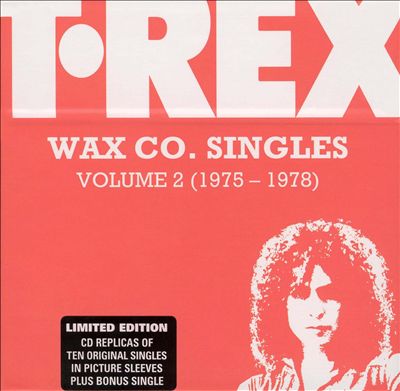 T•REX
WAX CO. SINGLES
VOLUME 2 (1975 – 1978)
LIMITED EDITION
CD REPLICAS OF
TEN ORIGINAL SINGLES
IN PICTURE SLEEVES
PLUS BONUS SINGLE